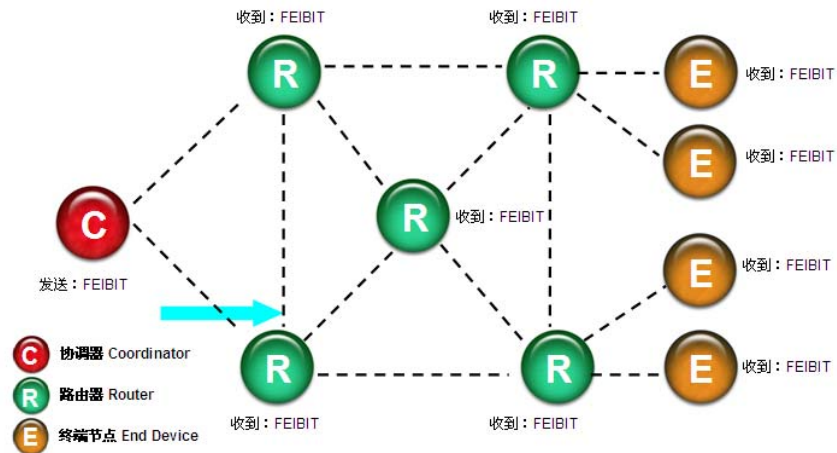 收到：FEIBIT
收到：FEIBIT
R
R
E
收到：FEIBIT
E
收到：FEIBIT
C
R
收到：FEIBIT
发送：FEIBIT
E
收到：FEIBIT
R
R
E
收到：FEIBIT
收到：FEIBIT
收到：FEIBIT
C 协调器 Coordinator
R 路由器 Router
E 终端节点 End Device